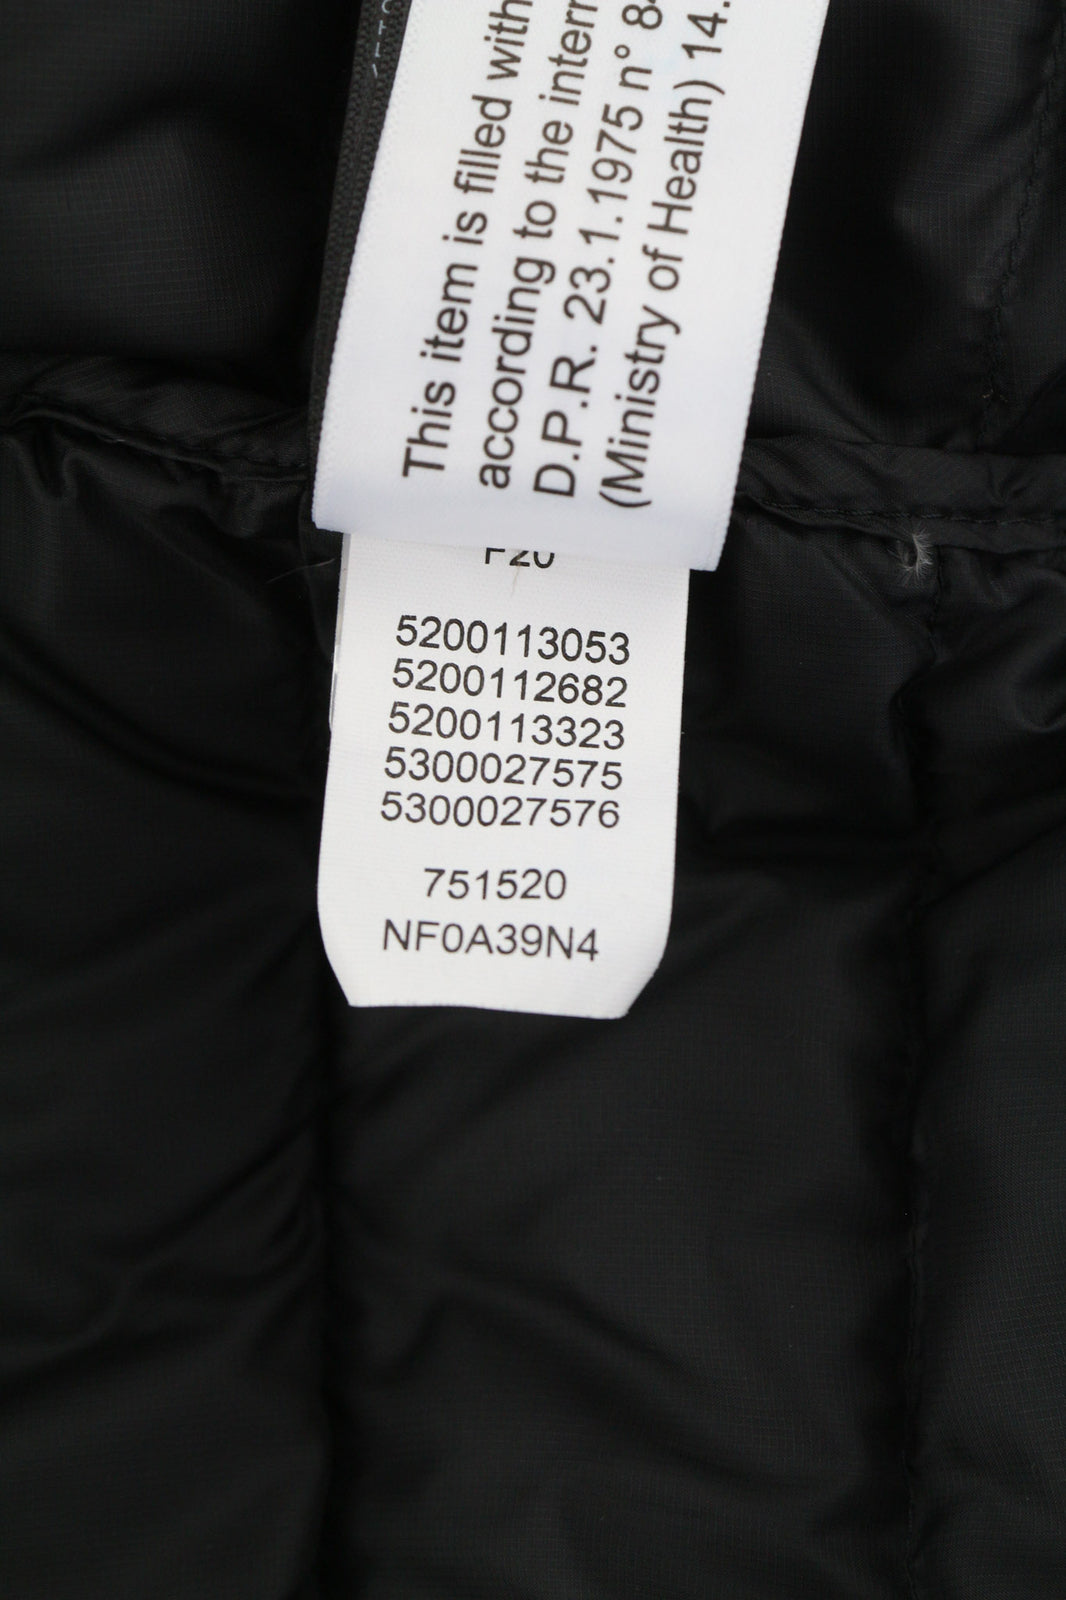 This item is filled with
according to the
D.P.R. 23.1.1975 n°
(Ministry of Health) 14.
F20
5200113053
5200112682
5200113323
5300027575
5300027576
751520
NF0A39N4